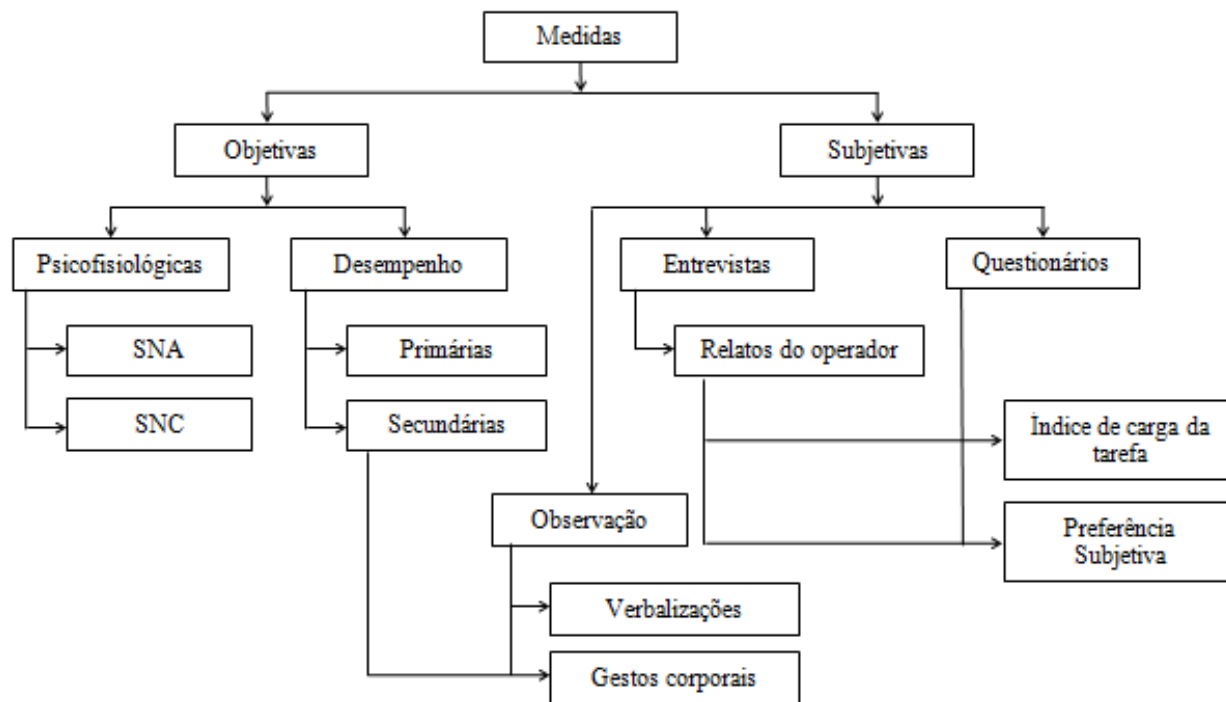 Medidas
Objetivas
Subjetivas
Psicofisiológicas
Desempenho
Entrevistas
Questionários
SNA
Primárias
Relatos do operador
SNC
Secundárias
Índice de carga da
tarefa
Observação
Preferência
Subjetiva
Verbalizações
Gestos corporais